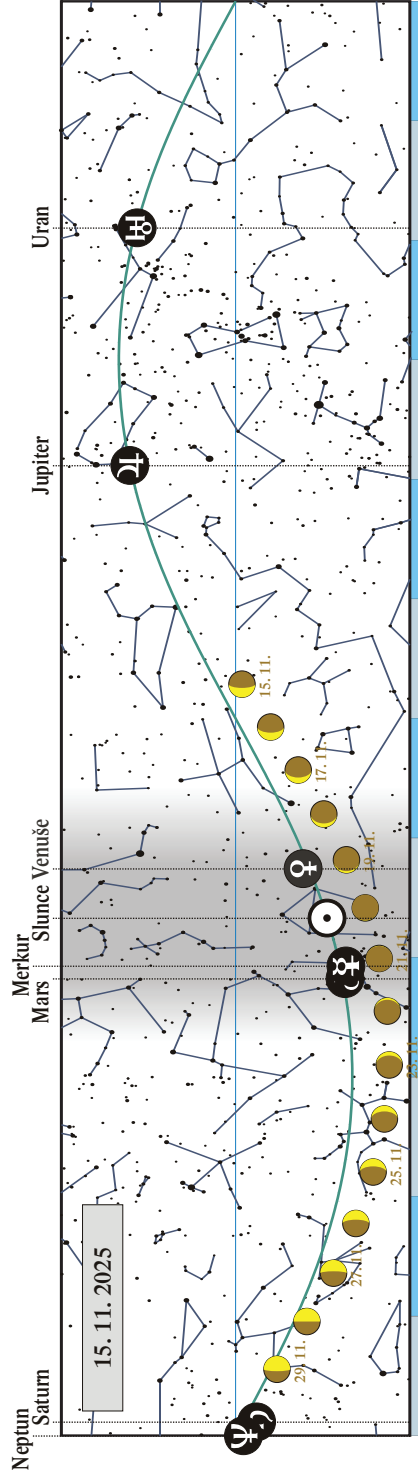 Neptun
Saturn
Mars
Merkur
Slunce
Venuše
Jupiter
Uran
15. 11. 2025
15. 11.
17. 11.
19. 11.
21. 11.
23. 11.
25. 11
27. 11.
29. 11.